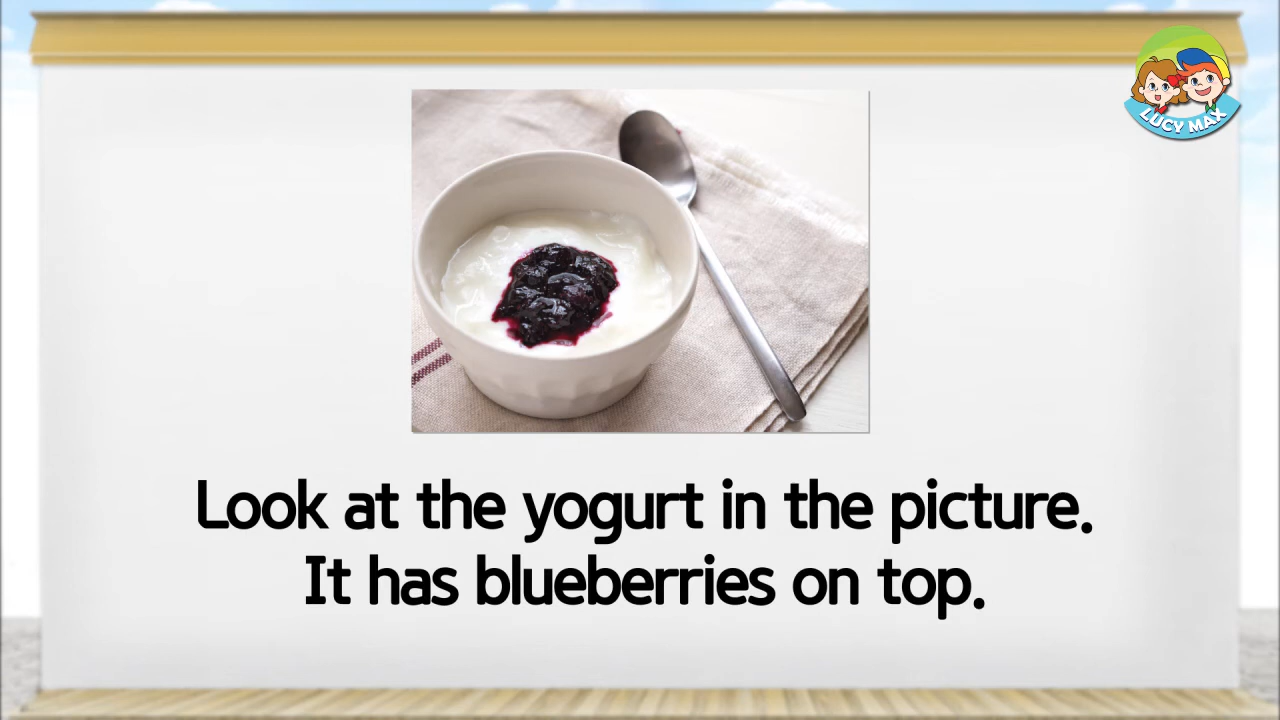 LUCY MAX
Look at the yogurt in the picture.
It has blueberries on top.